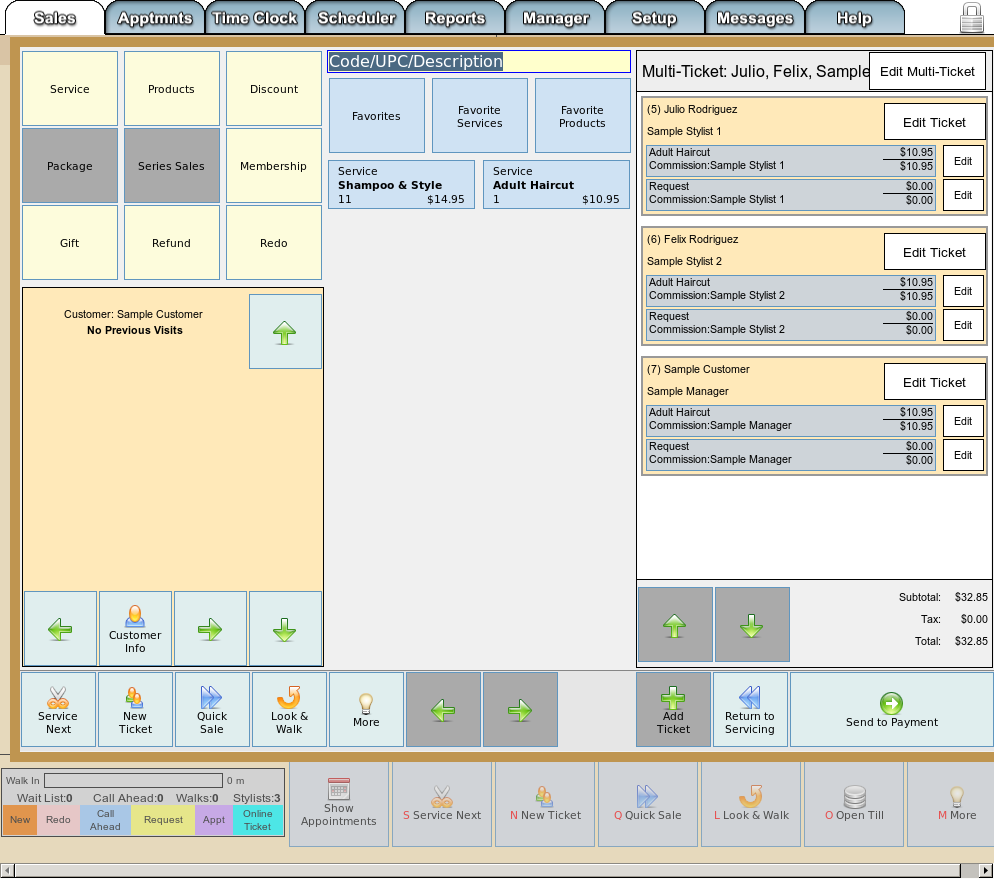 Sales
Apptmnts
Time Clock
Scheduler
Reports
Manager
Setup
Messages
Help
Service
Products
Discount
Package
Series Sales
Membership
Gift
Refund
Redo
Code/UPC/Description
Favorites
Favorite
Services
Favorite
Products
Service
Shampoo & Style
11 $14.95
Service
Adult Haircut
1 $10.95
Customer: Sample Customer
No Previous Visits
Customer
Info
Multi-Ticket: Julio, Felix, Sample
Edit Multi-Ticket
(5) Julio Rodriguez
Sample Stylist 1
Edit Ticket
Adult Haircut $10.95
Commission:Sample Stylist 1 $10.95
Edit
Request $0.00
Commission:Sample Stylist 1 $0.00
Edit
(6) Felix Rodriguez
Sample Stylist 2
Edit Ticket
Adult Haircut $10.95
Commission:Sample Stylist 2 $10.95
Edit
Request $0.00
Commission:Sample Stylist 2 $0.00
Edit
(7) Sample Customer
Sample Manager
Edit Ticket
Adult Haircut $10.95
Commission:Sample Manager $10.95
Edit
Request $0.00
Commission:Sample Manager $0.00
Edit
Subtotal: $32.85
Tax: $0.00
Total: $32.85
Service
Next
New
Ticket
Quick
Sale
Look &
Walk
More
Add
Ticket
Return to
Servicing
Send to Payment
Walk In 0 m
Wait List:0 Call Ahead:0 Walks:0 Stylists:3
New
Redo
Call
Ahead
Request
Appt
Online
Ticket
Show
Appointments
S Service Next
N New Ticket
Q Quick Sale
L Look & Walk
O Open Till
M More